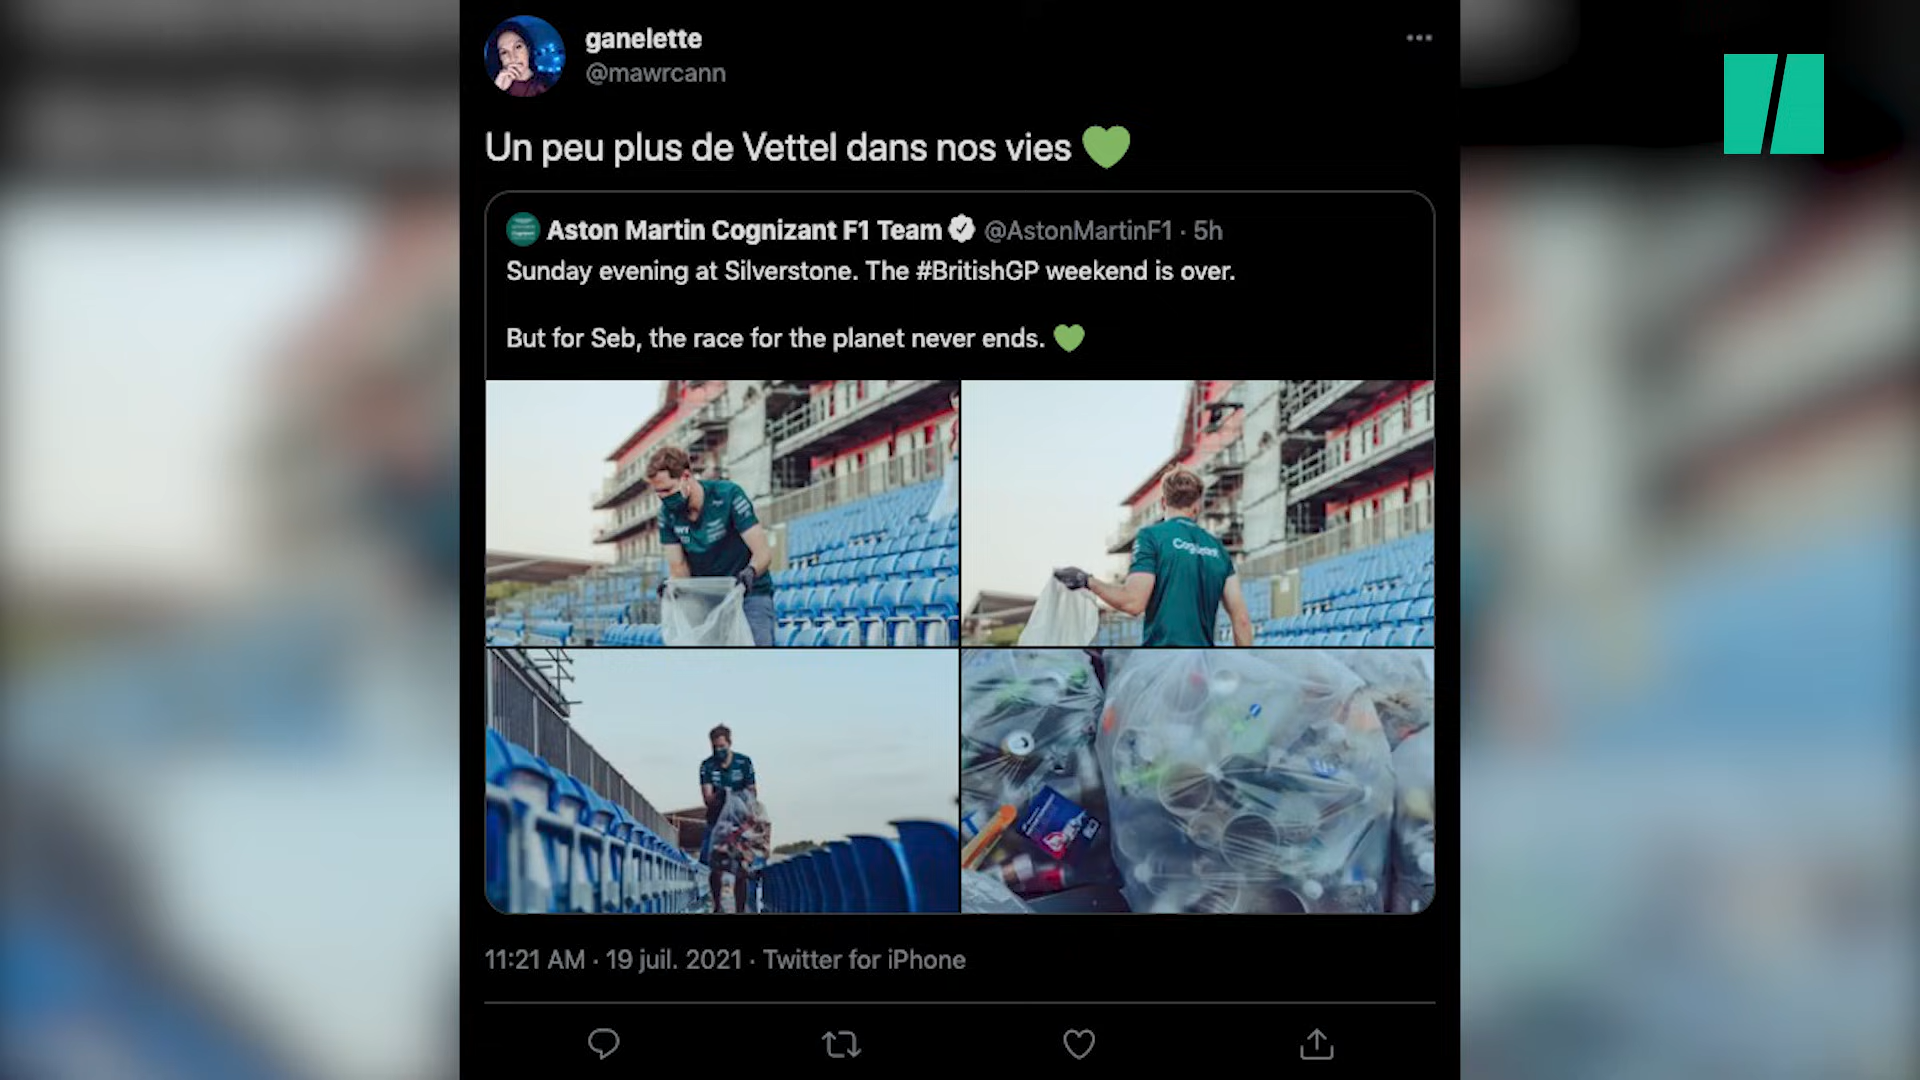 ganelette
@mawrcann
Un peu plus de Vettel dans nos vies 💚
Aston Martin Cognizant F1 Team @AstonMartinF1 · 5h
Sunday evening at Silverstone. The #BritishGP weekend is over.
But for Seb, the race for the planet never ends. 💚
Cognizant
11:21 AM · 19 juil. 2021 · Twitter for iPhone